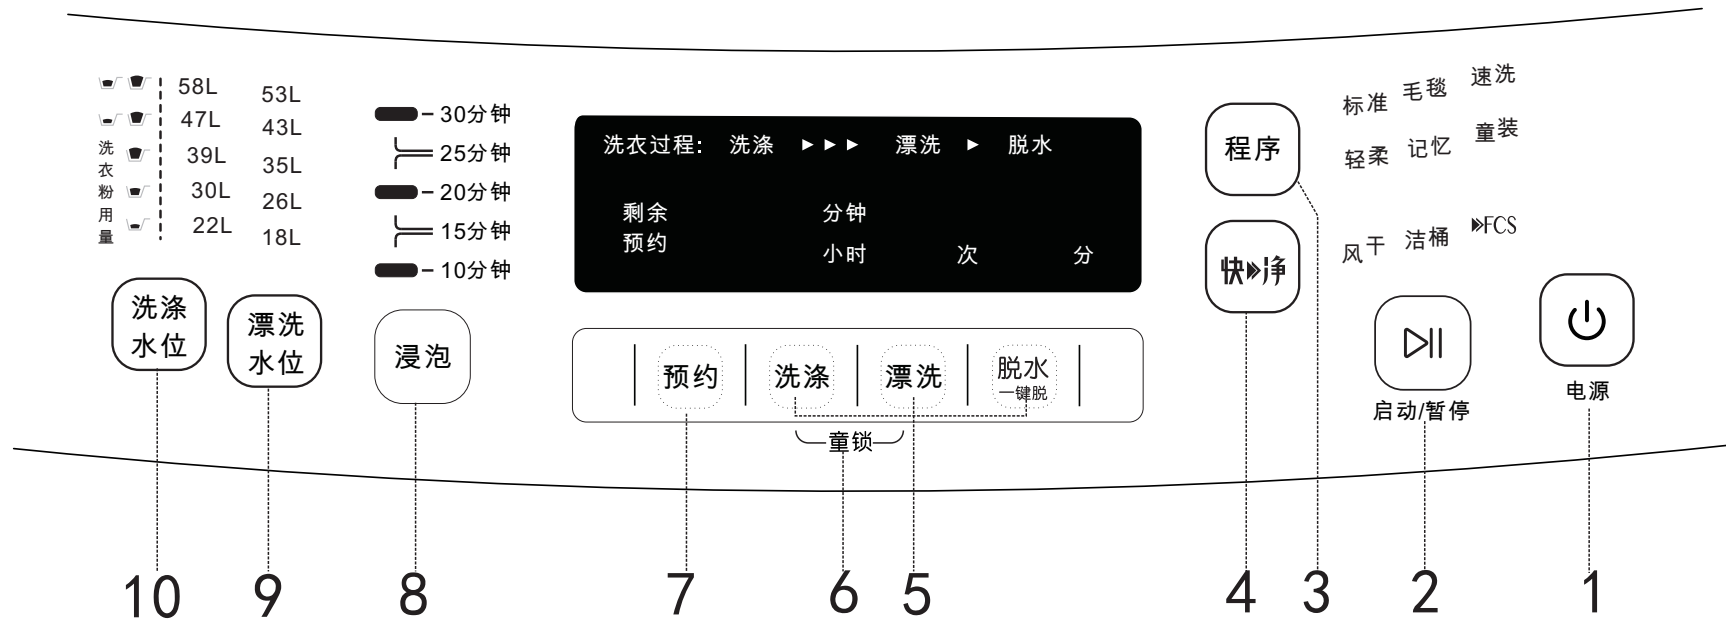 58L
47L
39L
30L
22L
53L
43L
35L
26L
18L
洗衣粉用量
洗涤
水位
漂洗
水位
30分钟
25分钟
20分钟
15分钟
10分钟
浸泡
洗衣过程: 洗涤 ▶▶▶ 漂洗 ▶ 脱水
剩余 分钟
预约
小时 次 分
预约 洗涤 漂洗 脱水
一键脱
童锁
程序
快净
标准 毛毯 速洗
轻柔 记忆 童装
风干 洁桶 FCS
启动/暂停
电源
10 9 8 7 6 5 4 3 2 1